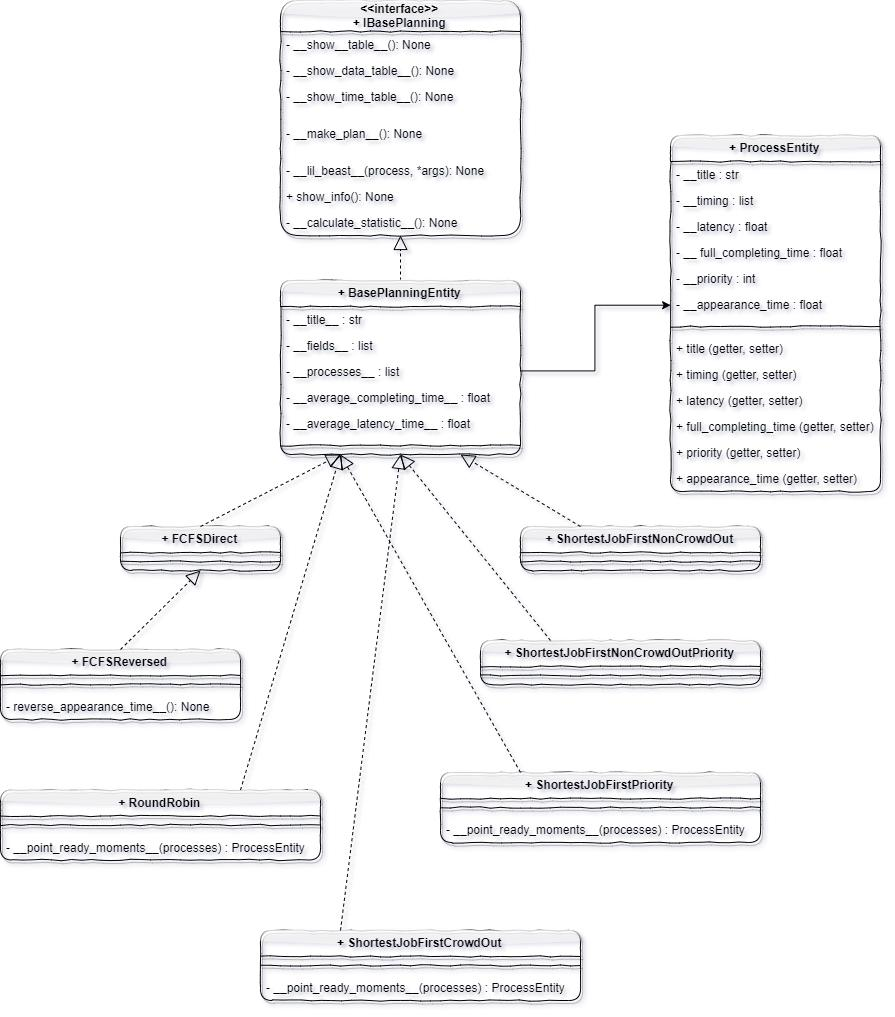 <<interface>>
+ IBasePlanning
- __show__table__(): None
- __show_data_table__(): None
- __show_time_table__(): None
- __make_plan__(): None
- __lil_beast__(process, *args): None
+ show_info(): None
- __calculate_statistic__(): None
+ ProcessEntity
- __title : str
- __timing : list
- __latency : float
- __ full_completing_time : float
- __priority : int
- __appearance_time : float
+ title (getter, setter)
+ timing (getter, setter)
+ latency (getter, setter)
+ full_completing_time (getter, setter)
+ priority (getter, setter)
+ appearance_time (getter, setter)
+ BasePlanningEntity
- __title__ : str
- __fields__ : list
- __processes__ : list
- __average_completing_time__ : float
- __average_latency_time__ : float
+ FCFSDirect
+ ShortestJobFirstNonCrowdOut
+ FCFSReversed
- reverse_appearance_time__(): None
+ ShortestJobFirstNonCrowdOutPriority
+ RoundRobin
- __point_ready_moments__(processes) : ProcessEntity
+ ShortestJobFirstPriority
- __point_ready_moments__(processes) : ProcessEntity
+ ShortestJobFirstCrowdOut
- __point_ready_moments__(processes) : ProcessEntity